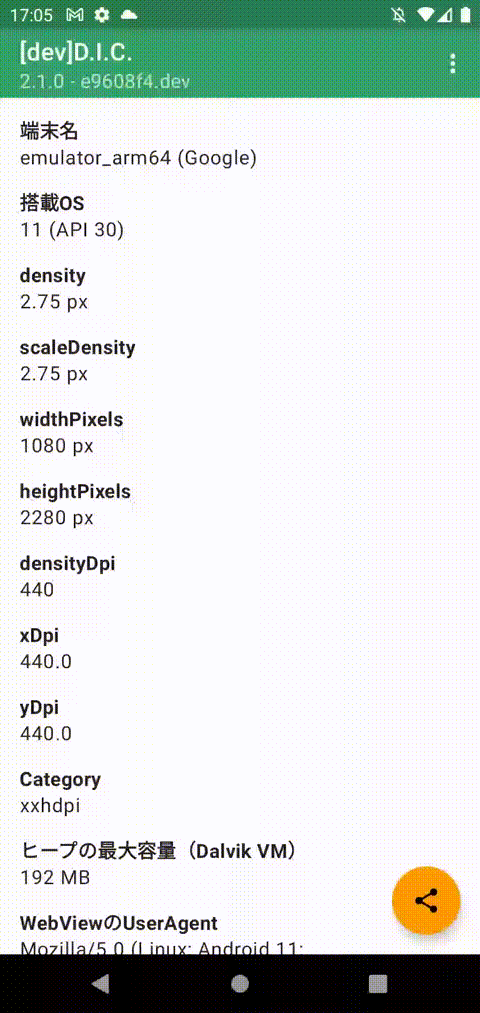 17:05
[dev]D.I.C.
2.1.0 - e9608f4.dev
端末名
emulator_arm64 (Google)
搭載OS
11 (API 30)
density
2.75 px
scaleDensity
2.75 px
widthPixels
1080 px
heightPixels
2280 px
densityDpi
440
xDpi
440.0
yDpi
440.0
Category
xxhdpi
ヒープの最大容量（Dalvik VM）
192 MB
WebViewのUserAgent
Mozilla/5.0 (Linux; Android 11;